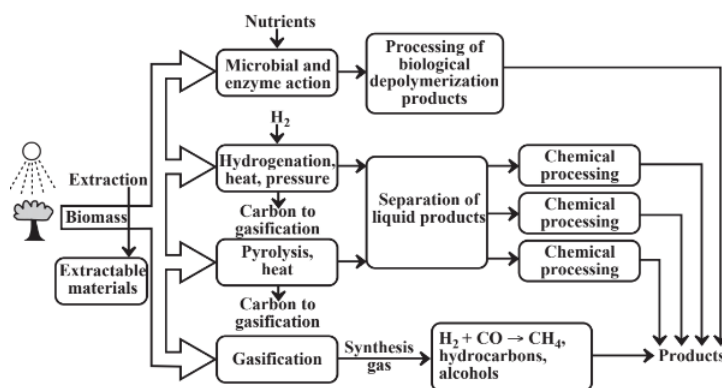 Nutrients
Microbial and
enzyme action
Processing of
biological
depolymerization
products
H₂
Hydrogenation,
heat, pressure
Carbon to
gasification
Separation of
liquid products
Chemical
processing
Chemical
processing
Chemical
processing
Extraction
Biomass
Extractable
materials
Pyrolysis,
heat
Carbon to
gasification
Gasification
Synthesis
gas
H₂ + CO → CH₄,
hydrocarbons,
alcohols
Products